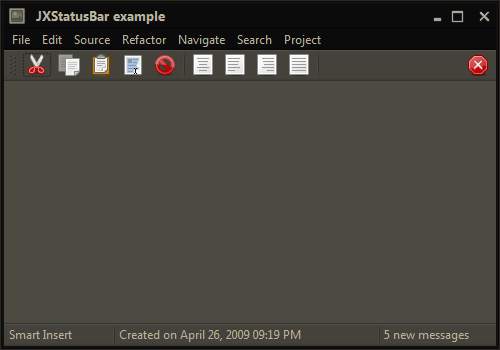 JXStatusBar example
File Edit Source Refactor Navigate Search Project
Smart Insert Created on April 26, 2009 09:19 PM 5 new messages